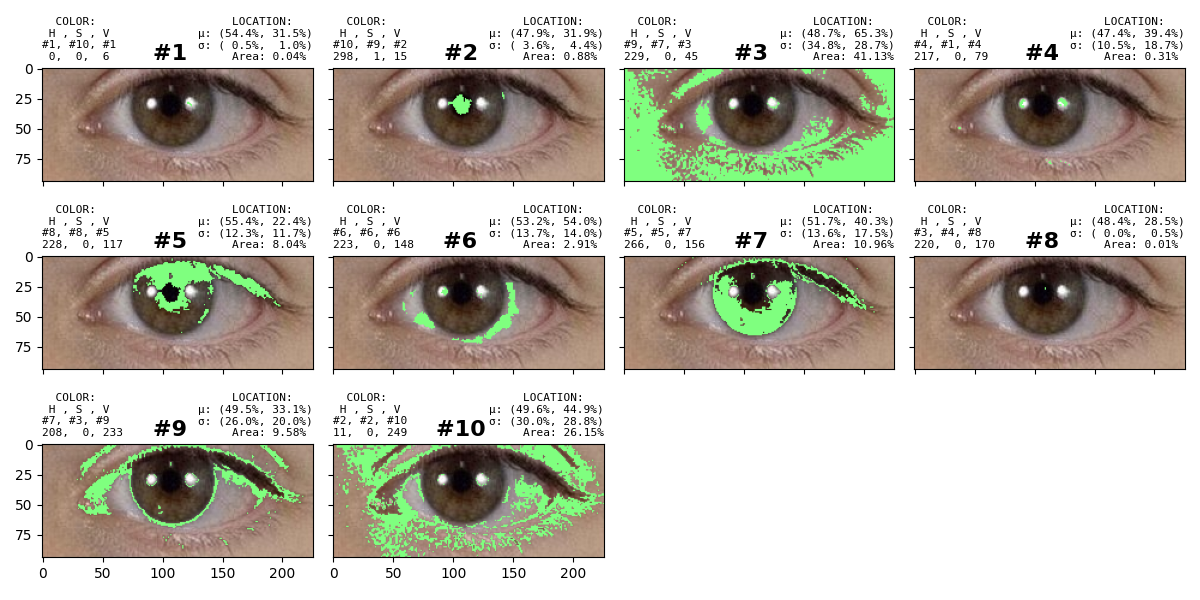 COLOR: LOCATION:
H , S , V μ: (54.4%, 31.5%)
#1, #10, #1 σ: ( 0.5%, 1.0%)
0, 0, 6 #1 Area: 0.04%
COLOR: LOCATION:
H , S , V μ: (47.9%, 31.9%)
#10, #9, #2 σ: ( 3.6%, 4.4%)
298, 1, 15 #2 Area: 0.88%
COLOR: LOCATION:
H , S , V μ: (48.7%, 65.3%)
#9, #7, #3 σ: (34.8%, 28.7%)
229, 0, 45 #3 Area: 41.13%
COLOR: LOCATION:
H , S , V μ: (47.4%, 39.4%)
#4, #1, #4 σ: (10.5%, 18.7%)
217, 0, 79 #4 Area: 0.31%
0
25
50
75
COLOR: LOCATION:
H , S , V μ: (55.4%, 22.4%)
#8, #8, #5 σ: (12.3%, 11.7%)
228, 0, 117 #5 Area: 8.04%
COLOR: LOCATION:
H , S , V μ: (53.2%, 54.0%)
#6, #6, #6 σ: (13.7%, 14.0%)
223, 0, 148 #6 Area: 2.91%
COLOR: LOCATION:
H , S , V μ: (51.7%, 40.3%)
#5, #5, #7 σ: (13.6%, 17.5%)
266, 0, 156 #7 Area: 10.96%
COLOR: LOCATION:
H , S , V μ: (48.4%, 28.5%)
#3, #4, #8 σ: ( 0.0%, 0.5%)
220, 0, 170 #8 Area: 0.01%
0
25
50
75
COLOR: LOCATION:
H , S , V μ: (49.5%, 33.1%)
#7, #3, #9 σ: (26.0%, 20.0%)
208, 0, 233 #9 Area: 9.58%
COLOR: LOCATION:
H , S , V μ: (49.6%, 44.9%)
#2, #2, #10 σ: (30.0%, 28.8%)
11, 0, 249 #10 Area: 26.15%
0
25
50
75
0 50 100 150 200
0 50 100 150 200